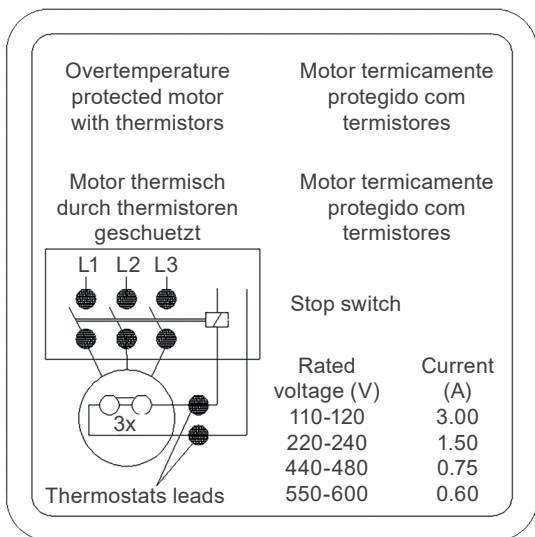 Overtemperature
protected motor
with thermistors
Motor termicamente
protegido com
termistores
Motor thermisch
durch thermistoren
geschuetzt
Motor termicamente
protegido com
termistores
L1 L2 L3
Stop switch
3x
Thermostats leads
Rated voltage (V) Current (A)
110-120 3.00
220-240 1.50
440-480 0.75
550-600 0.60